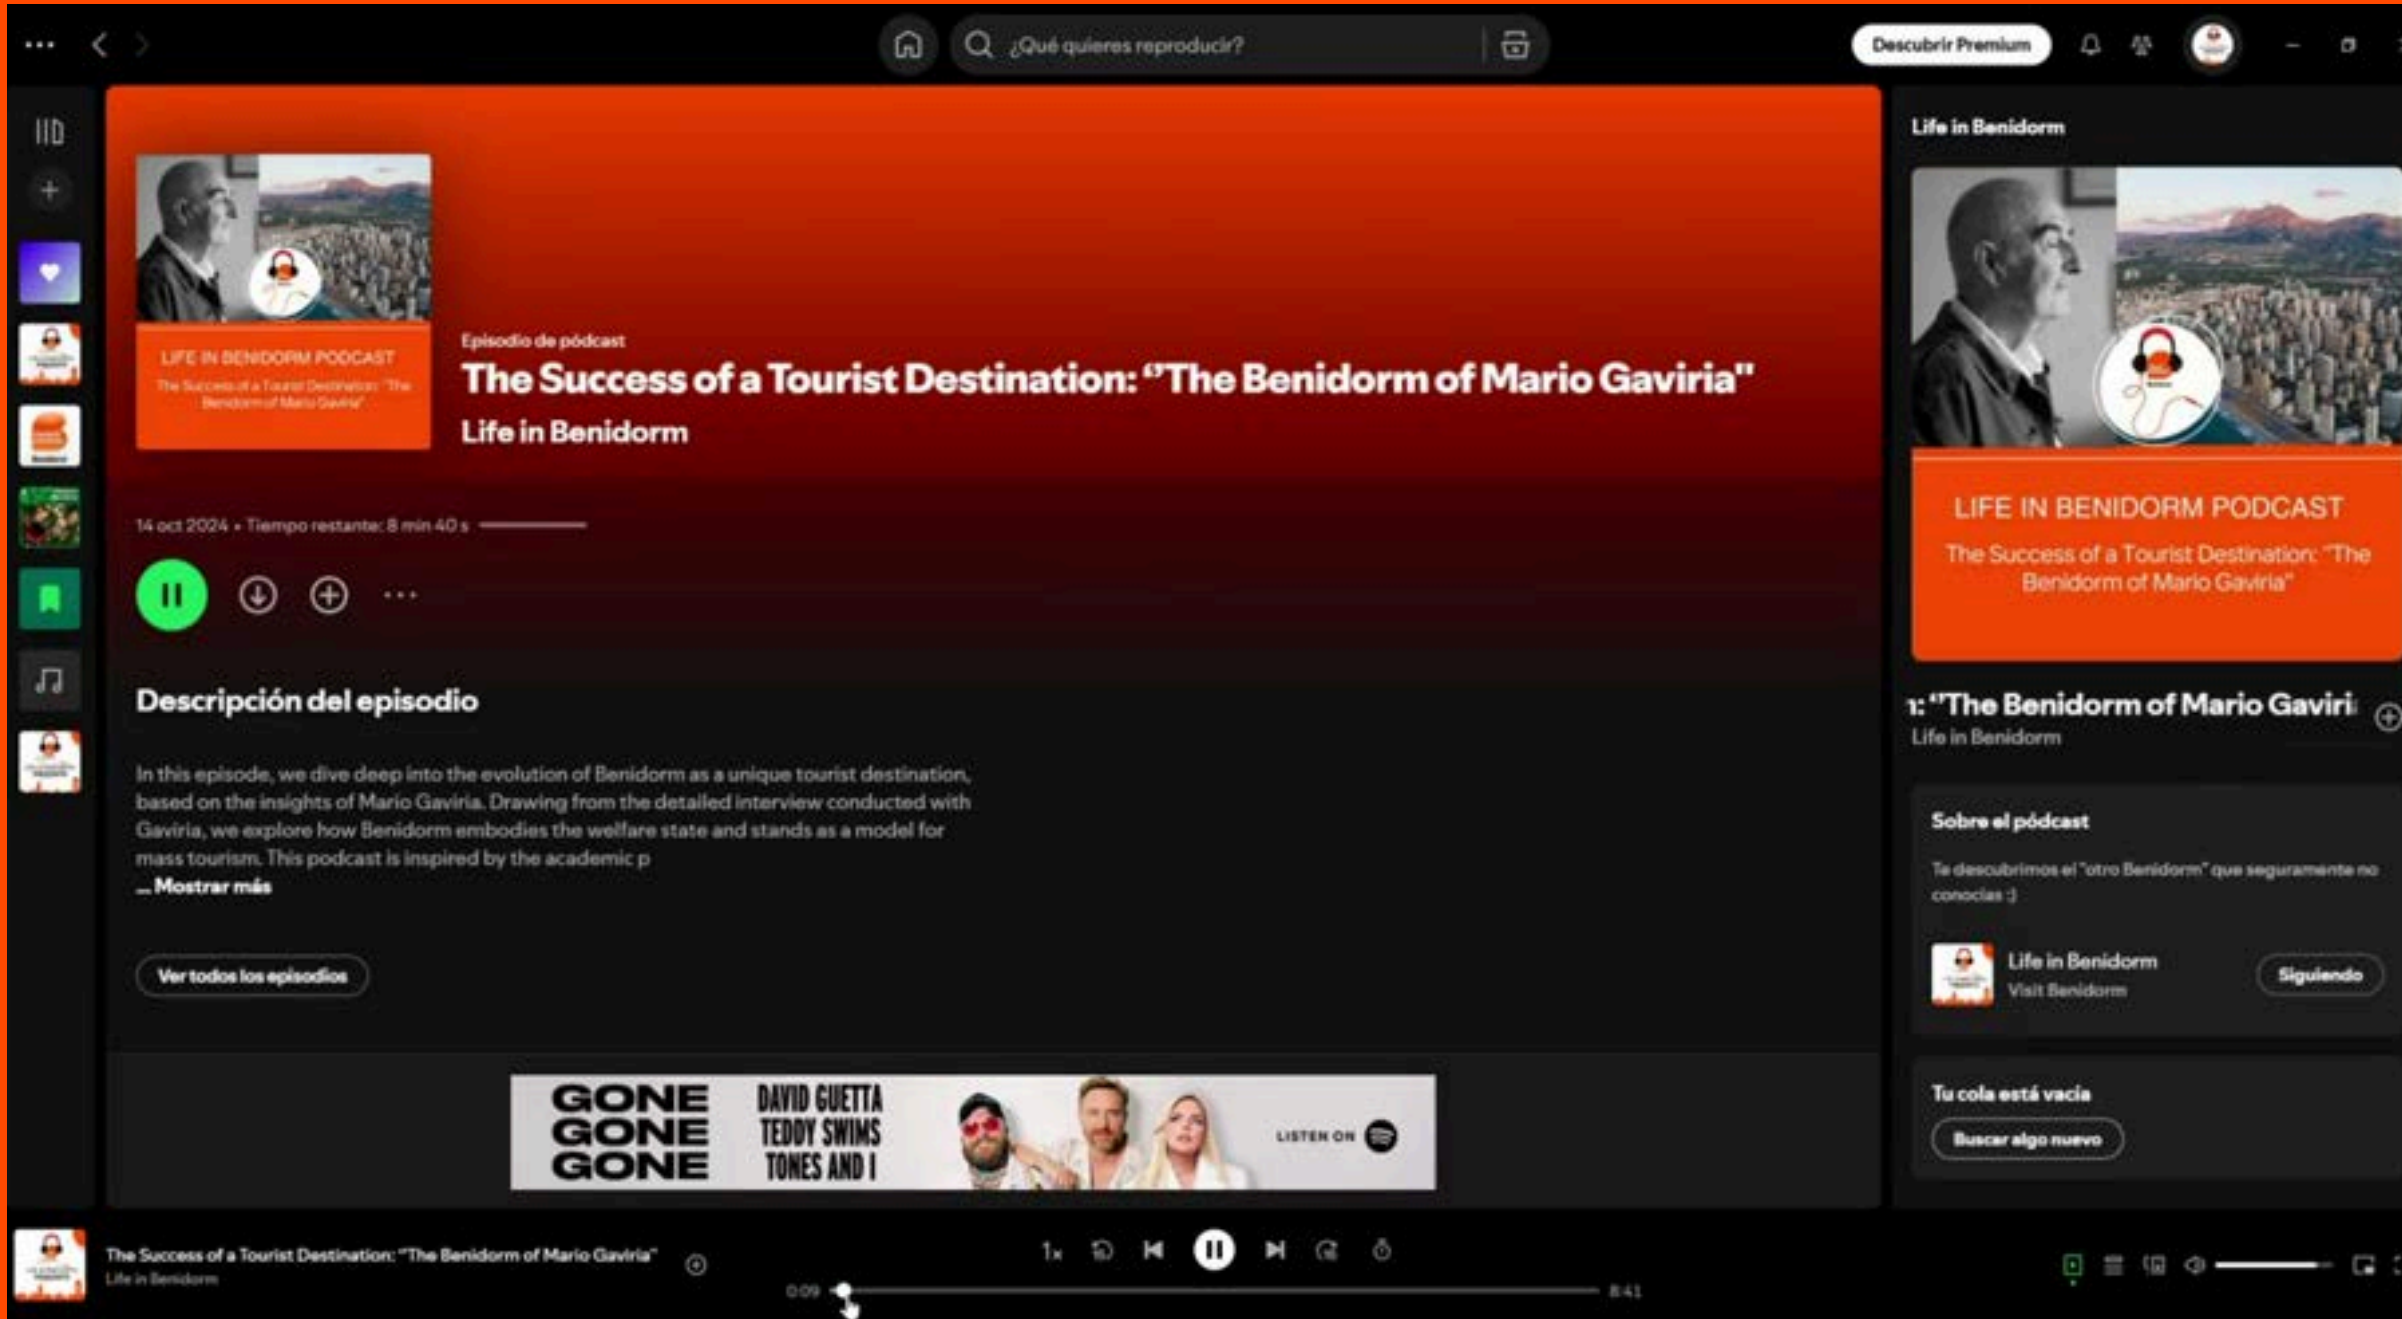 ¿Qué quieres reproducir?
Descubrir Premium
LIFE IN BENIDORM PODCAST
The Success of a Tourist Destination: "The
Benidorm of Mario Gaviria"
Episodio de pódcast
The Success of a Tourist Destination: "The Benidorm of Mario Gaviria"
Life in Benidorm
14 oct 2024 • Tiempo restante: 8 min 40 s
Descripción del episodio
In this episode, we dive deep into the evolution of Benidorm as a unique tourist destination,
based on the insights of Mario Gaviria. Drawing from the detailed interview conducted with
Gaviria, we explore how Benidorm embodies the welfare state and stands as a model for
mass tourism. This podcast is inspired by the academic p
... Mostrar más
Ver todos los episodios
GONE
GONE
GONE
DAVID GUETTA
TEDDY SWIMS
TONES AND I
LISTEN ON
Life in Benidorm
LIFE IN BENIDORM PODCAST
The Success of a Tourist Destination: "The
Benidorm of Mario Gaviria"
n: "The Benidorm of Mario Gaviri
Life in Benidorm
Sobre el pódcast
Te descubrimos el "otro Benidorm" que seguramente no
conocías :)
Life in Benidorm
Visit Benidorm
Siguiendo
Tu cola está vacía
Buscar algo nuevo
The Success of a Tourist Destination: "The Benidorm of Mario Gaviria"
Life in Benidorm
1x
0:09
8:41